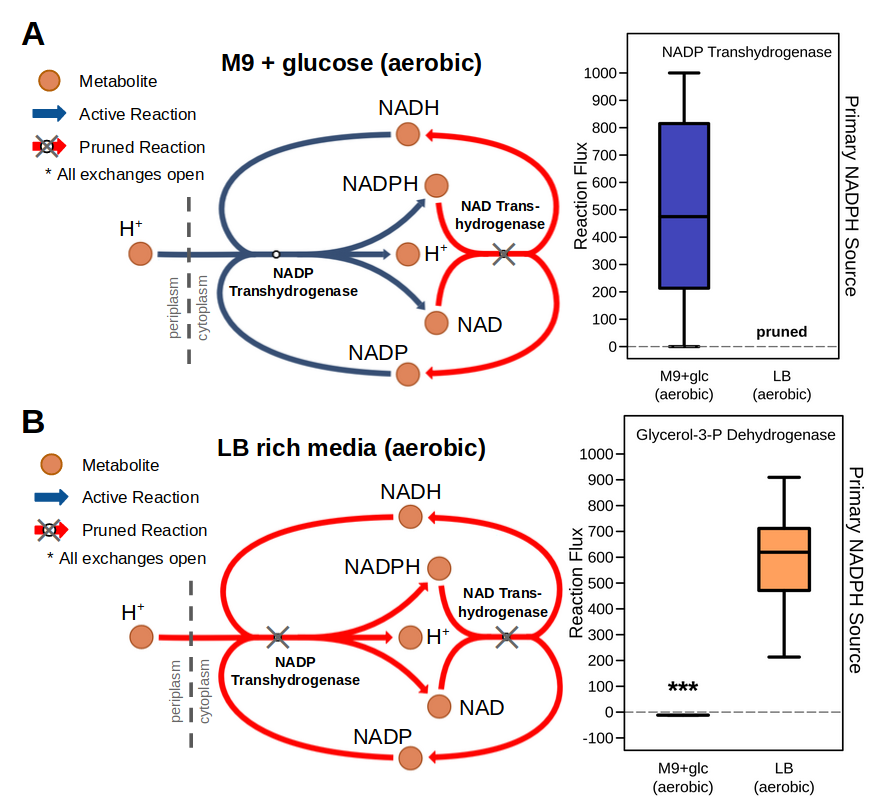 A
M9 + glucose (aerobic)
Metabolite
Active Reaction
Pruned Reaction
* All exchanges open
H+
periplasm
cytoplasm
NADH
NADPH
H+
NAD
NADP
NADP
Transhydrogenase
NAD Trans-
hydrogenase
NADP Transhydrogenase
Reaction Flux
1000
900
800
700
600
500
400
300
200
100
0
pruned
M9+glc
(aerobic)
LB
(aerobic)
Primary NADPH Source
B
LB rich media (aerobic)
Metabolite
Active Reaction
Pruned Reaction
* All exchanges open
H+
periplasm
cytoplasm
NADH
NADPH
H+
NAD
NADP
NADP
Transhydrogenase
NAD Trans-
hydrogenase
Glycerol-3-P Dehydrogenase
Reaction Flux
1000
900
800
700
600
500
400
300
200
100
0
-100
***
M9+glc
(aerobic)
LB
(aerobic)
Primary NADPH Source